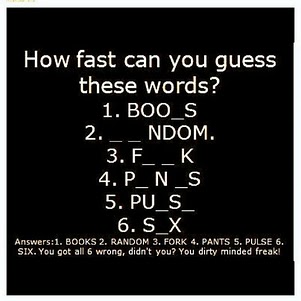 How fast can you guess
these words?
1. BOO_S
2. _ _ NDOM.
3. F_ _ K
4. P_ N _S
5. PU_S_
6. S_X
Answers:1. BOOKS 2. RANDOM 3. FORK 4. PANTS 5. PULSE 6.
SIX. You got all 6 wrong, didn't you? You dirty minded freak!